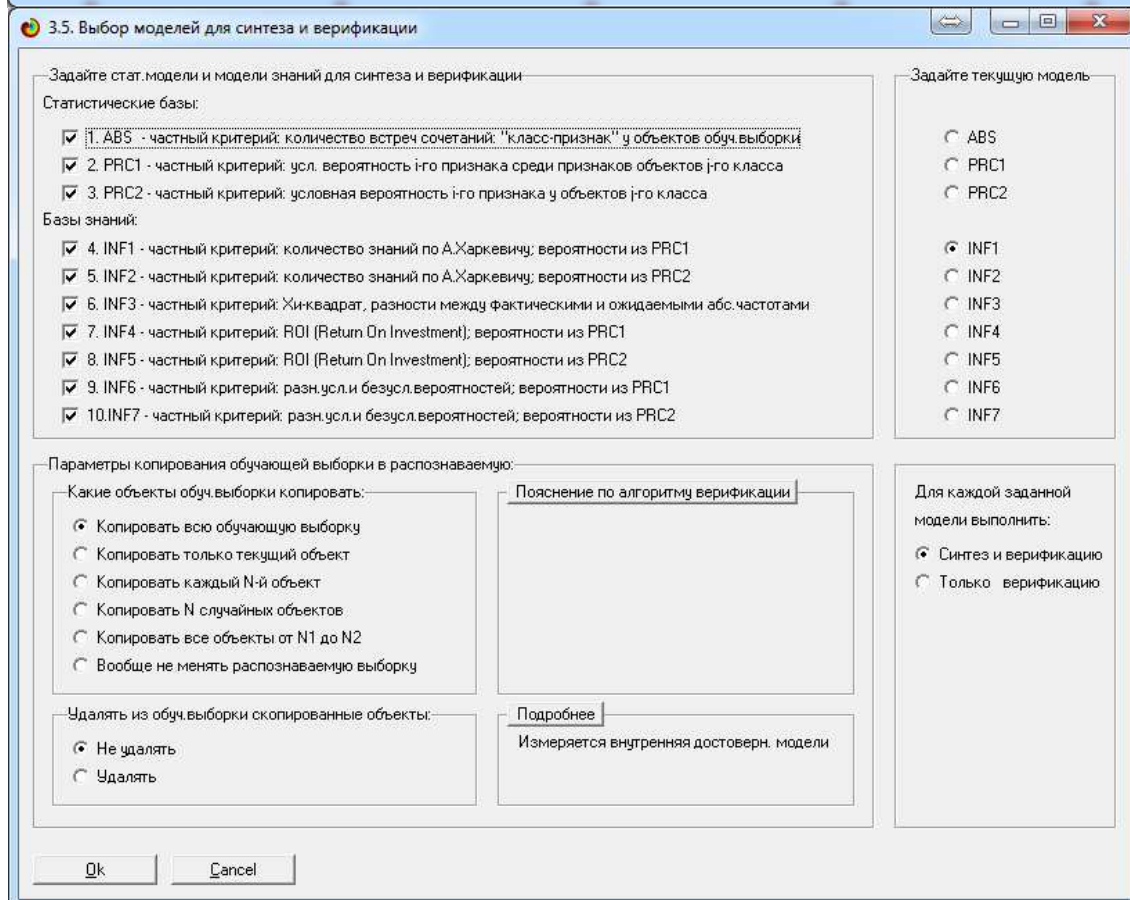 3.5. Выбор моделей для синтеза и верификации
Задайте стат.модели и модели знаний для синтеза и верификации
Статистические базы:
1. ABS - частный критерий: количество встреч сочетаний: "класс-признак" у объектов обуч.выборки
2. PRC1 - частный критерий: усл. вероятность i-го признака среди признаков объектов j-го класса
3. PRC2 - частный критерий: условная вероятность i-го признака у объектов j-го класса
Базы знаний:
4. INF1 - частный критерий: количество знаний по А.Харкевичу; вероятности из PRC1
5. INF2 - частный критерий: количество знаний по А.Харкевичу; вероятности из PRC2
6. INF3 - частный критерий: Хи-квадрат, разности между фактическими и ожидаемыми абс.частотами
7. INF4 - частный критерий: ROI (Return On Investment); вероятности из PRC1
8. INF5 - частный критерий: ROI (Return On Investment); вероятности из PRC2
9. INF6 - частный критерий: разн.усл.и безусл.вероятностей; вероятности из PRC1
10.INF7 - частный критерий: разн.усл.и безусл.вероятностей; вероятности из PRC2
Задайте текущую модель
ABS
PRC1
PRC2
INF1
INF2
INF3
INF4
INF5
INF6
INF7
Параметры копирования обучающей выборки в распознаваемую:
Какие объекты обуч.выборки копировать:
Копировать всю обучающую выборку
Копировать только текущий объект
Копировать каждый N-й объект
Копировать N случайных объектов
Копировать все объекты от N1 до N2
Вообще не менять распознаваемую выборку
Пояснение по алгоритму верификации
Удалять из обуч.выборки скопированные объекты:
Не удалять
Удалять
Подробнее
Измеряется внутренняя достоверн. модели
Для каждой заданной
модели выполнить:
Синтез и верификацию
Только верификацию
Ok
Cancel